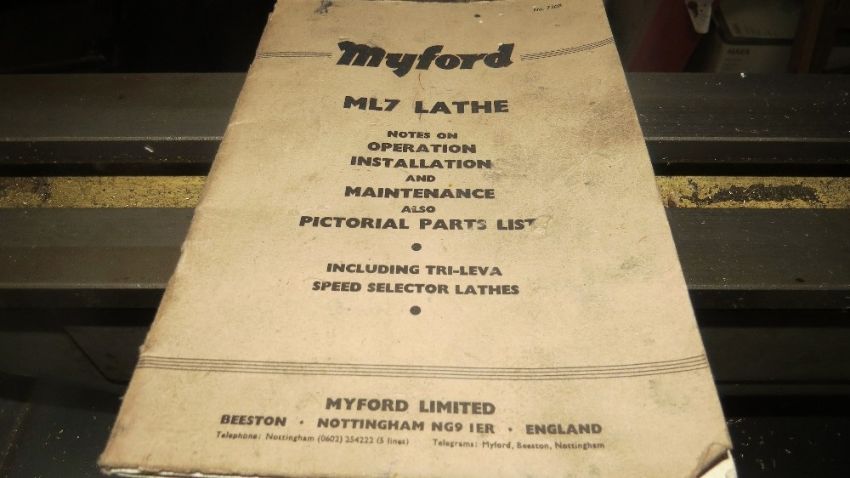 Myford
ML7 LATHE
NOTES ON
OPERATION
INSTALLATION
AND
MAINTENANCE
ALSO
PICTORIAL PARTS LIST
INCLUDING TRI-LEVA
SPEED SELECTOR LATHES
MYFORD LIMITED
BEESTON · NOTTINGHAM NG9 1ER · ENGLAND
Telephone: Nottingham (0602) 254222 (5 lines) Telegrams: Myford, Beeston, Nottingham